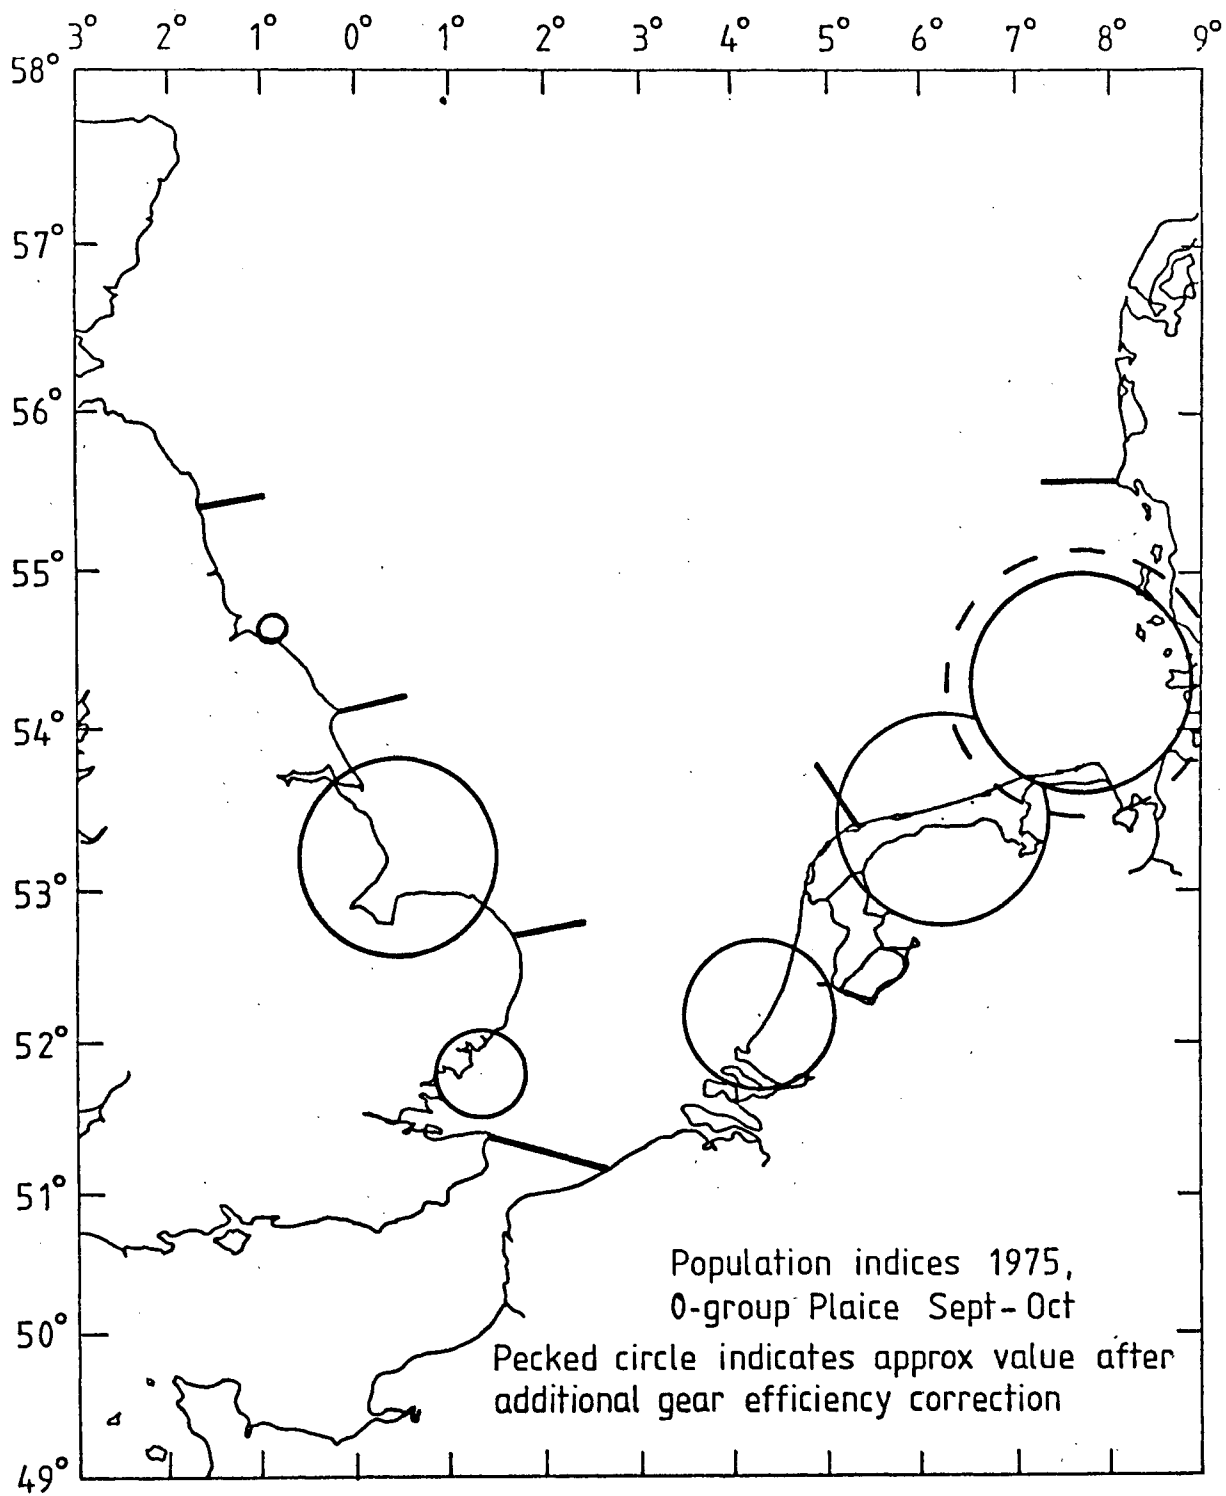 3° 2° 1° 0° 1° 2° 3° 4° 5° 6° 7° 8° 9°
58°
57°
56°
55°
54°
53°
52°
51°
50°
49°
Population indices 1975,
0-group Plaice Sept-Oct
Pecked circle indicates approx value after
additional gear efficiency correction